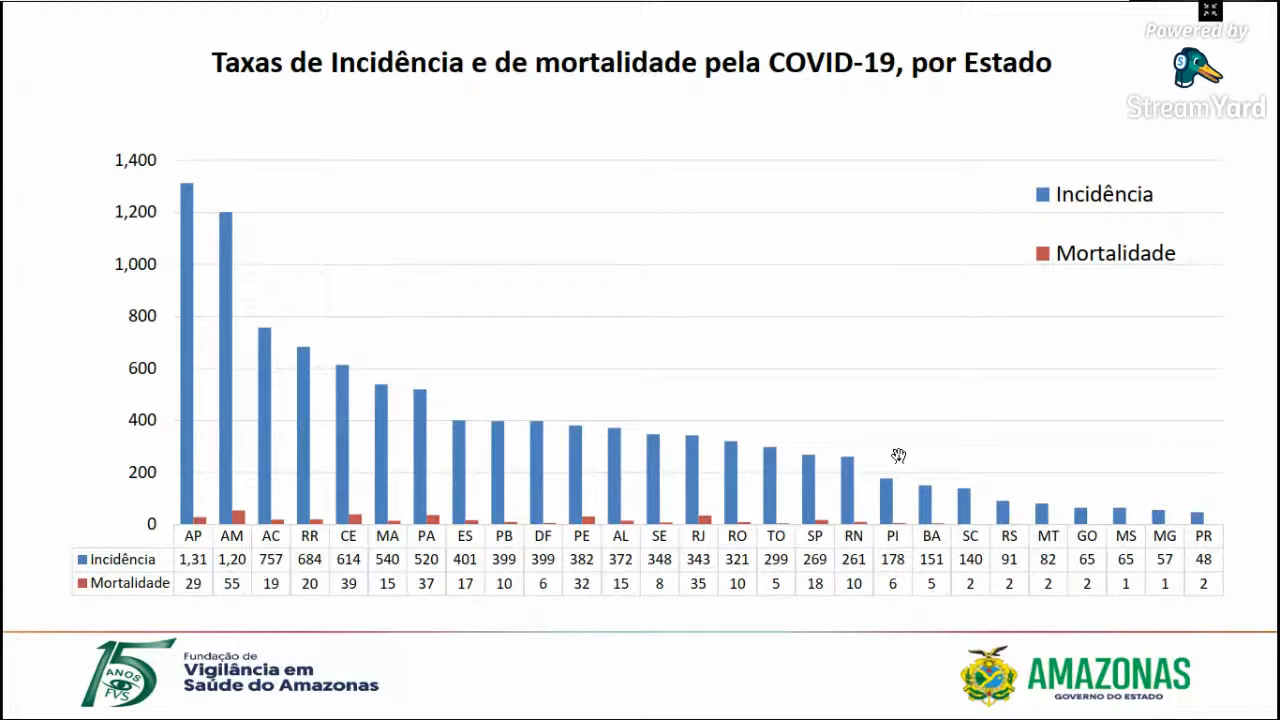 Powered by
StreamYard
Taxas de Incidência e de mortalidade pela COVID-19, por Estado
1,400
1,200
1,000
800
600
400
200
0
Incidência
Mortalidade
AP AM AC RR CE MA PA ES PB DF PE AL SE RJ RO TO SP RN PI BA SC RS MT GO MS MG PR
Incidência 1,31 1,20 757 684 614 540 520 401 399 399 382 372 348 343 321 299 269 261 178 151 140 91 82 65 65 57 48
Mortalidade 29 55 19 20 39 15 37 17 10 6 32 15 8 35 10 5 18 10 6 5 2 2 2 2 1 1 2
15
ANOS
FVS
Fundação de
Vigilância em
Saúde do Amazonas
AMAZONAS
GOVERNO DO ESTADO